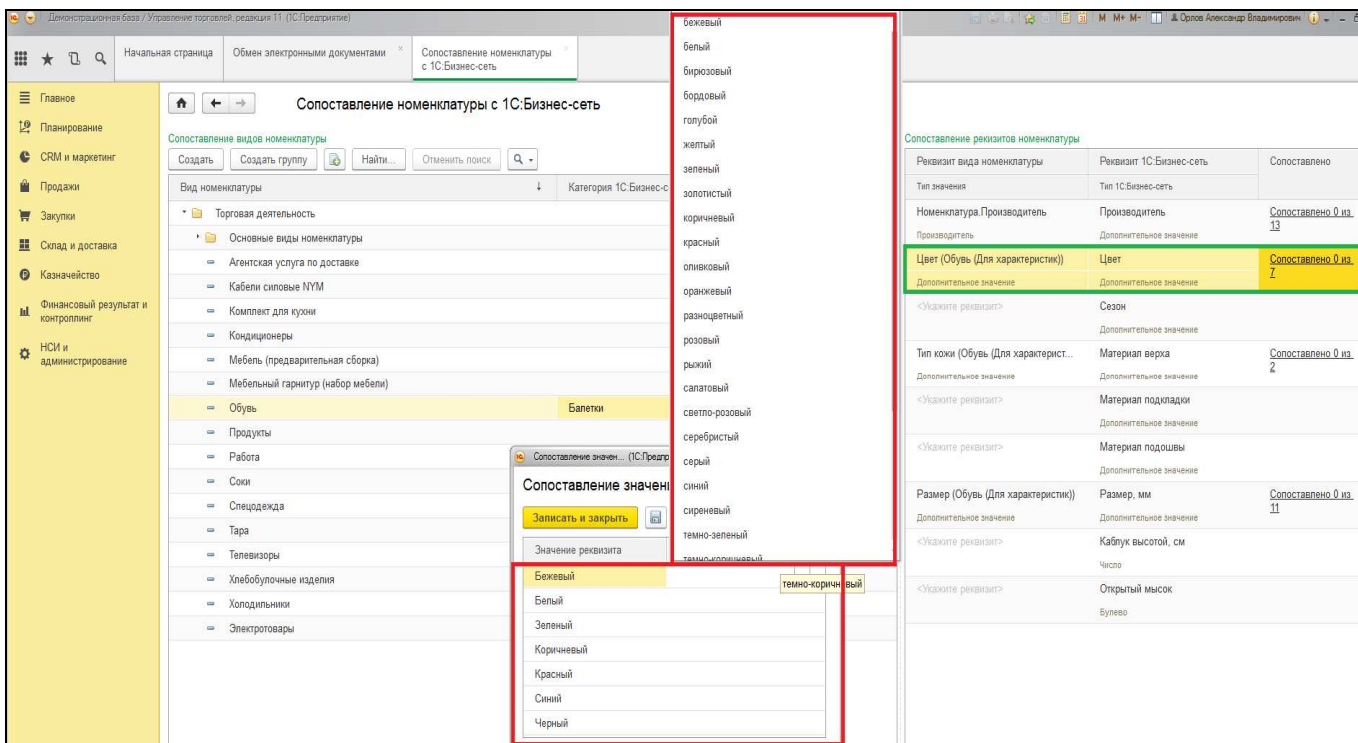 Демонстрационная база / Управление торговлей, редакция 11 (1С:Предприятие)
M M+ M-
Орлов Александр Владимирович
Начальная страница
Обмен электронными документами
Сопоставление номенклатуры
с 1С:Бизнес-сеть
Главное
Планирование
CRM и маркетинг
Продажи
Закупки
Склад и доставка
Казначейство
Финансовый результат и
контроллинг
НСИ и
администрирование
Сопоставление номенклатуры с 1С:Бизнес-сеть
Сопоставление видов номенклатуры
Создать
Создать группу
Найти...
Отменить поиск
Вид номенклатуры
Категория 1С:Бизнес-с
Торговая деятельность
Основные виды номенклатуры
Агентская услуга по доставке
Кабели силовые NYM
Комплект для кухни
Кондиционеры
Мебель (предварительная сборка)
Мебельный гарнитур (набор мебели)
Обувь
Балетки
Продукты
Работа
Соки
Спецодежда
Тара
Телевизоры
Хлебобулочные изделия
Холодильники
Электротовары
Сопоставление значен... (1С:Предпр
Сопоставление значени
Записать и закрыть
Значение реквизита
Бежевый
Белый
Зеленый
Коричневый
Красный
Синий
Черный
бежевый
белый
бирюзовый
бордовый
голубой
желтый
зеленый
золотистый
коричневый
красный
оливковый
оранжевый
разноцветный
розовый
рыжий
салатовый
светло-розовый
серебристый
серый
синий
сиреневый
темно-зеленый
темно-коричневый
темно-коричневый
Сопоставление реквизитов номенклатуры
Реквизит вида номенклатуры
Реквизит 1С:Бизнес-сеть
Сопоставлено
Тип значения
Тип 1С:Бизнес-сеть
Номенклатура.Производитель
Производитель
Сопоставлено 0 из
13
Производитель
Дополнительное значение
Цвет (Обувь (Для характеристик))
Цвет
Сопоставлено 0 из
7
Дополнительное значение
Дополнительное значение
<Укажите реквизит>
Сезон
Дополнительное значение
Тип кожи (Обувь (Для характерист...
Материал верха
Сопоставлено 0 из
2
Дополнительное значение
Дополнительное значение
<Укажите реквизит>
Материал подкладки
Дополнительное значение
<Укажите реквизит>
Материал подошвы
Дополнительное значение
Размер (Обувь (Для характеристик))
Размер, мм
Сопоставлено 0 из
11
Дополнительное значение
Дополнительное значение
<Укажите реквизит>
Каблук высотой, см
Число
<Укажите реквизит>
Открытый мысок
Булево